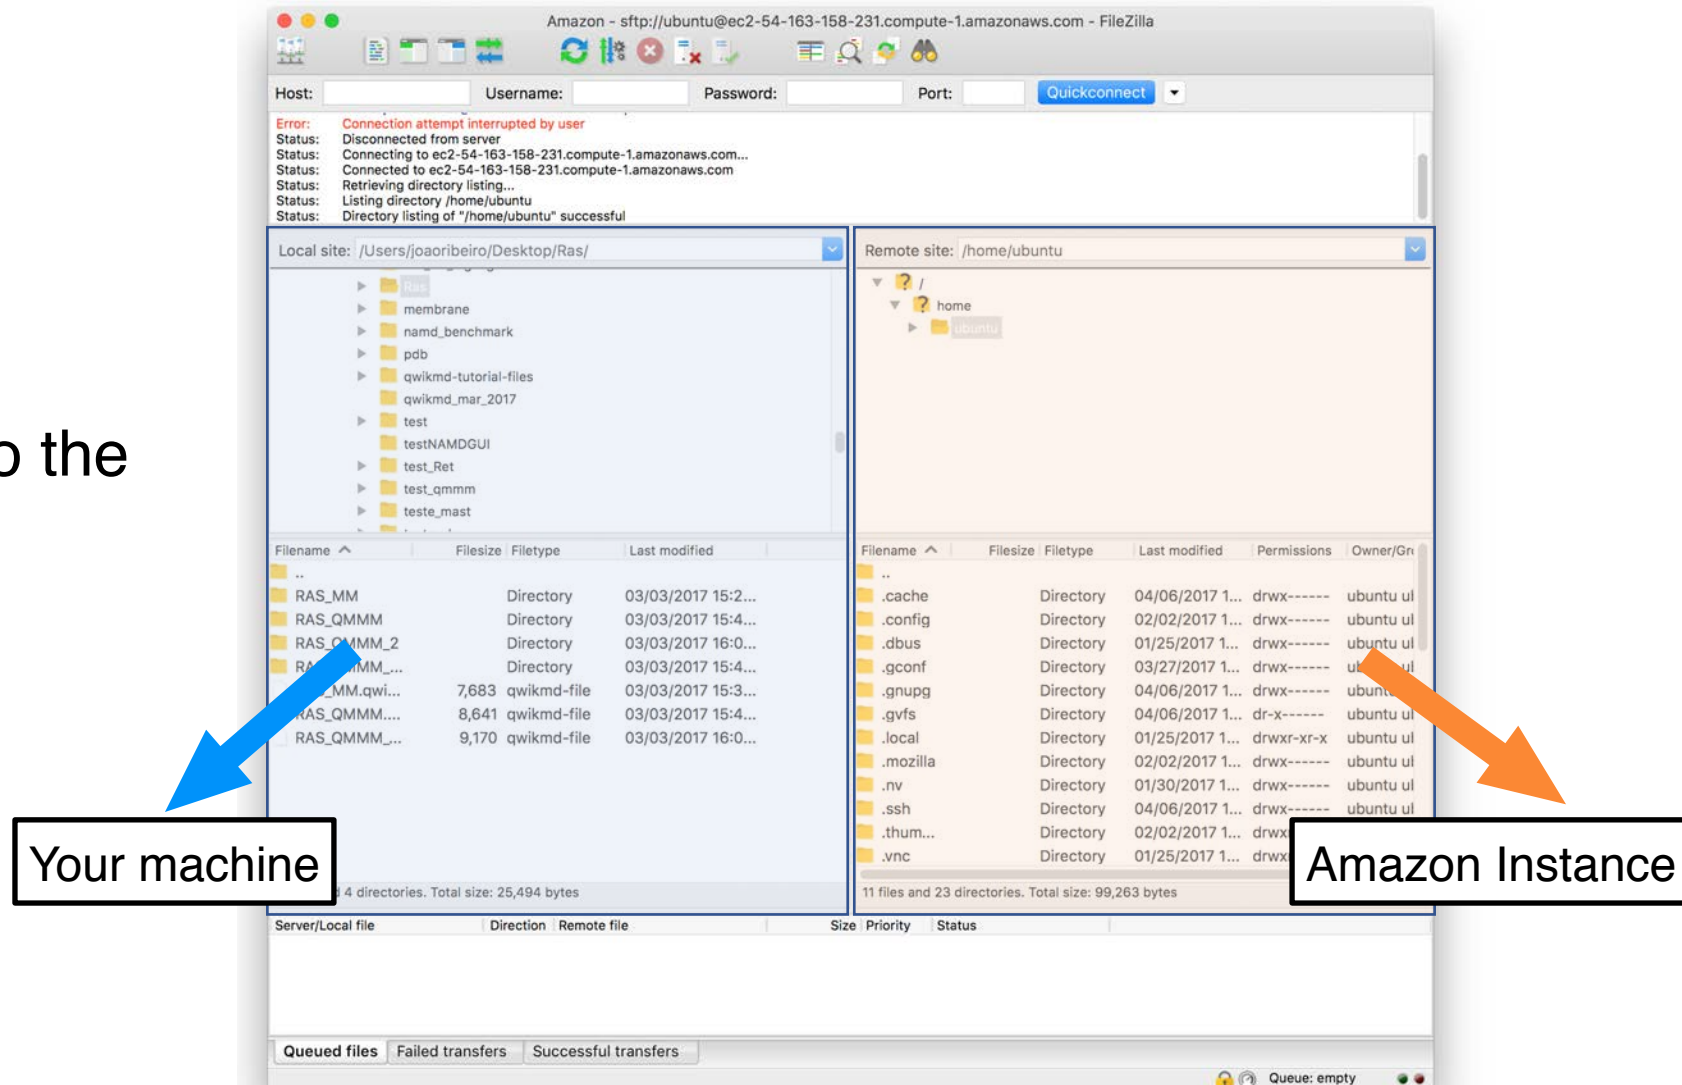 Amazon - sftp://ubuntu@ec2-54-163-158-231.compute-1.amazonaws.com - FileZilla
Host: Username: Password: Port: Quickconnect
Error: Connection attempt interrupted by user
Status: Disconnected from server
Status: Connecting to ec2-54-163-158-231.compute-1.amazonaws.com...
Status: Connected to ec2-54-163-158-231.compute-1.amazonaws.com
Status: Retrieving directory listing...
Status: Listing directory /home/ubuntu
Status: Directory listing of "/home/ubuntu" successful
Local site: /Users/joaoribeiro/Desktop/Ras/
Ras
membrane
namd_benchmark
pdb
qwikmd-tutorial-files
qwikmd_mar_2017
test
testNAMDGUI
test_Ret
test_qmmm
teste_mast
the
Filename Filesize Filetype Last modified
..
RAS_MM Directory 03/03/2017 15:2...
RAS_QMMM Directory 03/03/2017 15:4...
RAS_QMMM_2 Directory 03/03/2017 16:0...
Directory 03/03/2017 15:4...
_MM.qwi... 7,683 qwikmd-file 03/03/2017 15:3...
RAS_QMMM.... 8,641 qwikmd-file 03/03/2017 15:4...
RAS_QMMM_... 9,170 qwikmd-file 03/03/2017 16:0...
Your machine
4 directories. Total size: 25,494 bytes
Remote site: /home/ubuntu
/
home
ubuntu
Filename Filesize Filetype Last modified Permissions Owner/Gr
..
.cache Directory 04/06/2017 1... drwx------ ubuntu u
.config Directory 02/02/2017 1... drwx------ ubuntu u
.dbus Directory 01/25/2017 1... drwx------ ubuntu u
.gconf Directory 03/27/2017 1... drwx------
.gnupg Directory 04/06/2017 1... drwx------
.gvfs Directory 04/06/2017 1... dr-x------ ubuntu u
.local Directory 01/25/2017 1... drwxr-xr-x ubuntu u
.mozilla Directory 02/02/2017 1... drwx------ ubuntu u
.nv Directory 01/30/2017 1... drwx------ ubuntu u
.ssh Directory 04/06/2017 1... drwx------ ubuntu u
.thum... Directory 02/02/2017 1... drwx
.vnc Directory 01/25/2017 1... drwx
Amazon Instance
11 files and 23 directories. Total size: 99,263 bytes
Server/Local file Direction Remote file Size Priority Status
Queued files Failed transfers Successful transfers
Queue: empty